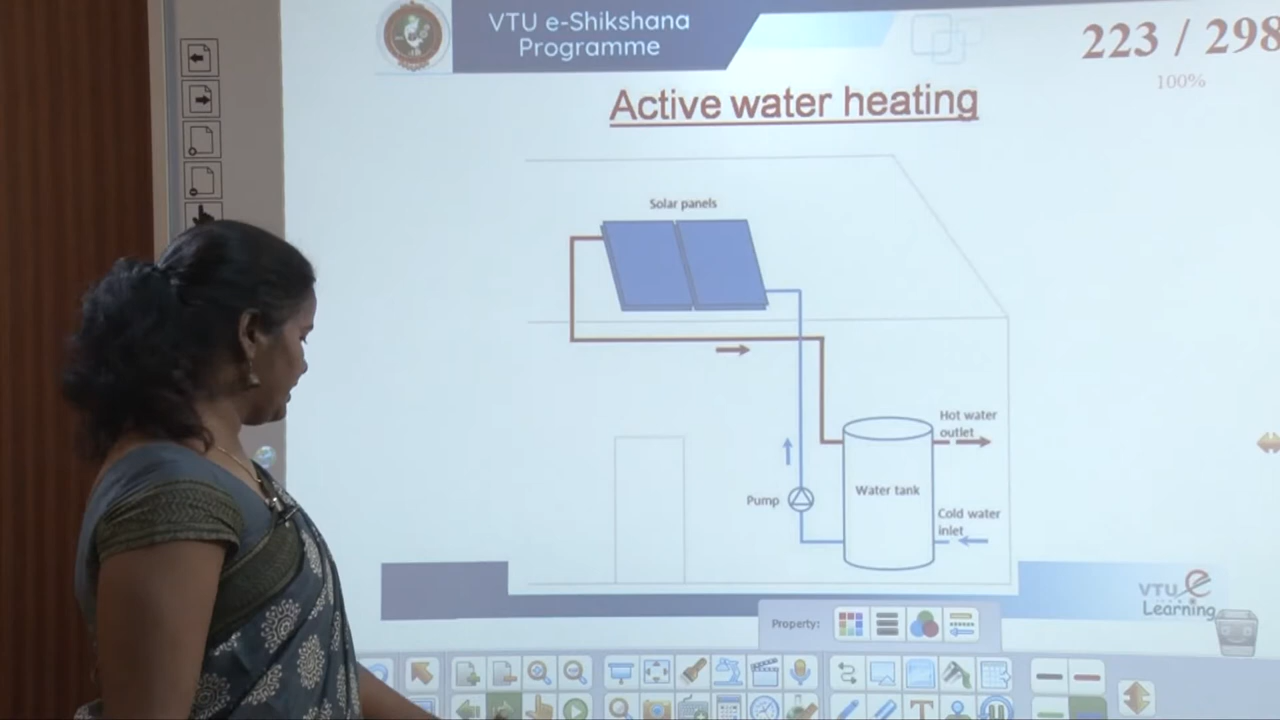 VTU e-Shikshana
Programme
223 / 298
100%
Active water heating
Solar panels
Hot water
outlet
Water tank
Pump
Cold water
inlet
VTU e
Learning
Property: